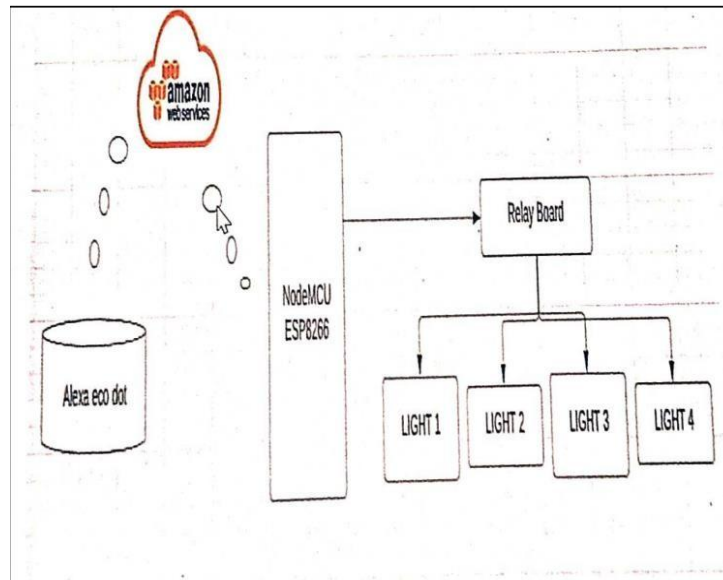 amazon
webservices
Relay Board
NodeMCU
ESP8266
Alexa eco dot
LIGHT 1
LIGHT 2
LIGHT 3
LIGHT 4